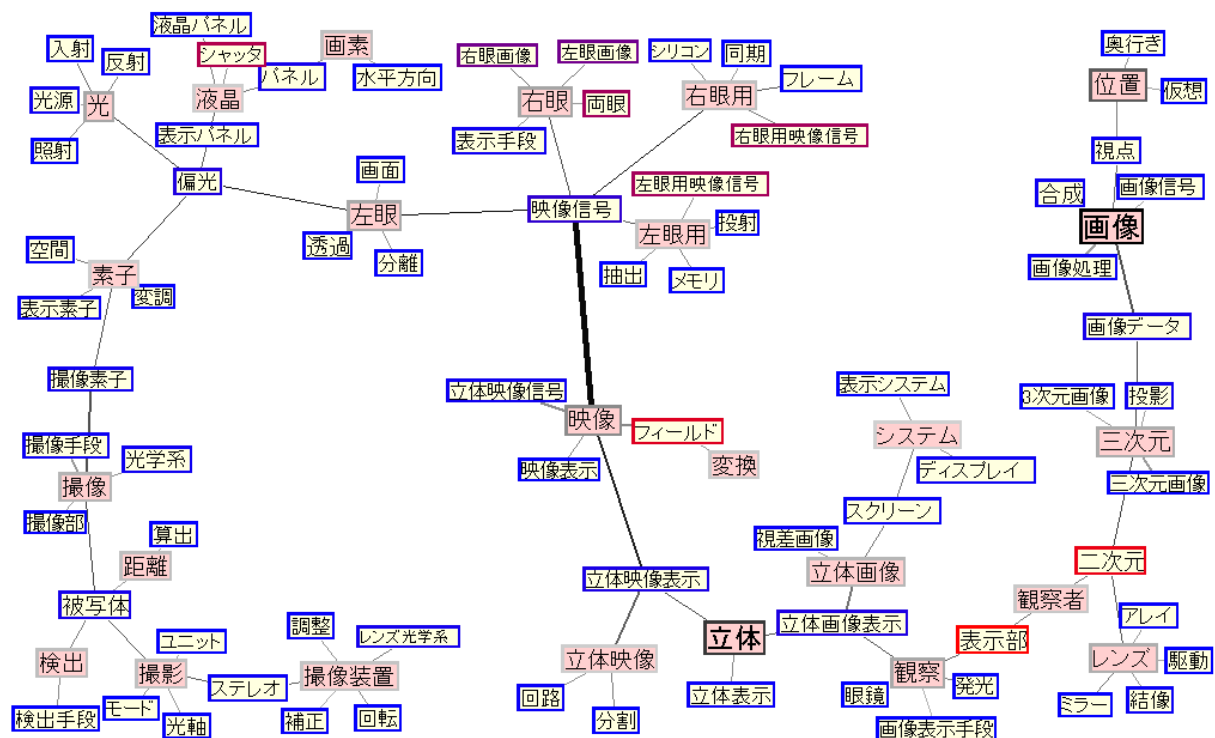 液晶パネル
入射
反射
シャッタ
画素
光源
光
液晶
パネル
水平方向
照射
表示パネル
偏光
右眼画像
左眼画像
右眼
両眼
表示手段
シリコン
同期
右眼用
フレーム
右眼用映像信号
奥行き
位置
仮想
視点
合成
画像信号
画像
画像処理
画像データ
画面
左眼
透過
分離
映像信号
左眼用映像信号
左眼用
投射
抽出
メモリ
空間
素子
表示素子
変調
撮像素子
撮像手段
光学系
撮像
撮像部
算出
距離
被写体
検出
検出手段
ユニット
撮影
モード
光軸
ステレオ
調整
レンズ光学系
撮像装置
補正
回転
立体映像信号
映像
フィールド
映像表示
変換
立体映像表示
立体映像
回路
分割
立体
立体表示
表示システム
システム
ディスプレイ
スクリーン
視差画像
立体画像
立体画像表示
観察
眼鏡
発光
画像表示手段
表示部
観察者
二次元
3次元画像
投影
三次元
三次元画像
アレイ
レンズ
駆動
ミラー
結像